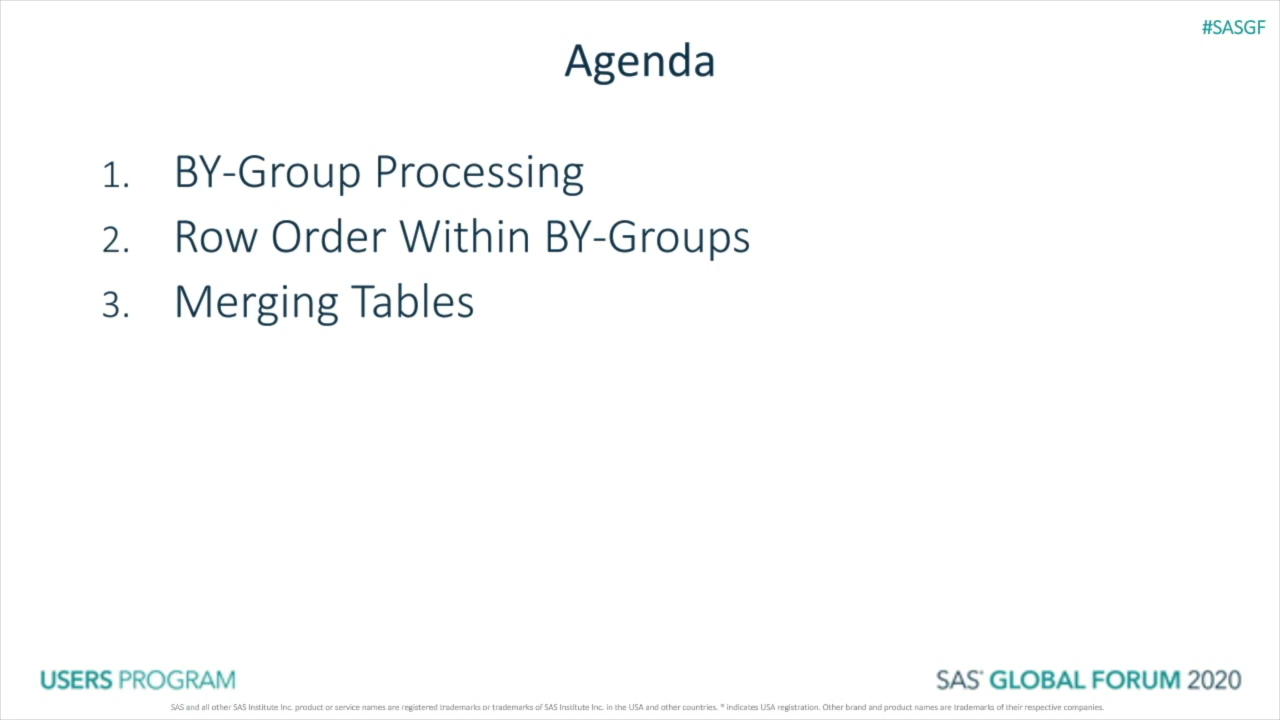 #SASGF
Agenda
1. BY-Group Processing
2. Row Order Within BY-Groups
3. Merging Tables
USERS PROGRAM
SAS® GLOBAL FORUM 2020
SAS and all other SAS Institute Inc. product or service names are registered trademarks or trademarks of SAS Institute Inc. in the USA and other countries. ® indicates USA registration. Other brand and product names are trademarks of their respective companies.